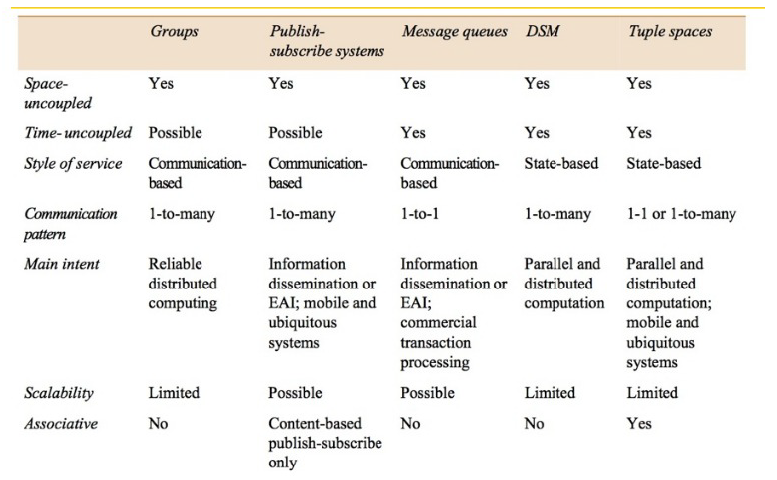 Groups Publish- Message queues DSM Tuple spaces
subscribe systems
Space- Yes Yes Yes Yes Yes
uncoupled
Time-uncoupled Possible Possible Yes Yes Yes
Style of service Communication- Communication- Communication- State-based State-based
based based based
Communication 1-to-many 1-to-many 1-to-1 1-to-many 1-1 or 1-to-many
pattern
Main intent Reliable Information Information Parallel and Parallel and
distributed dissemination or dissemination or distributed distributed
computing EAI; mobile and EAI; computation computation;
ubiquitous commercial mobile and
systems transaction ubiquitous
processing systems
Scalability Limited Possible Possible Limited Limited
Associative No Content-based No No Yes
publish-subscribe
only